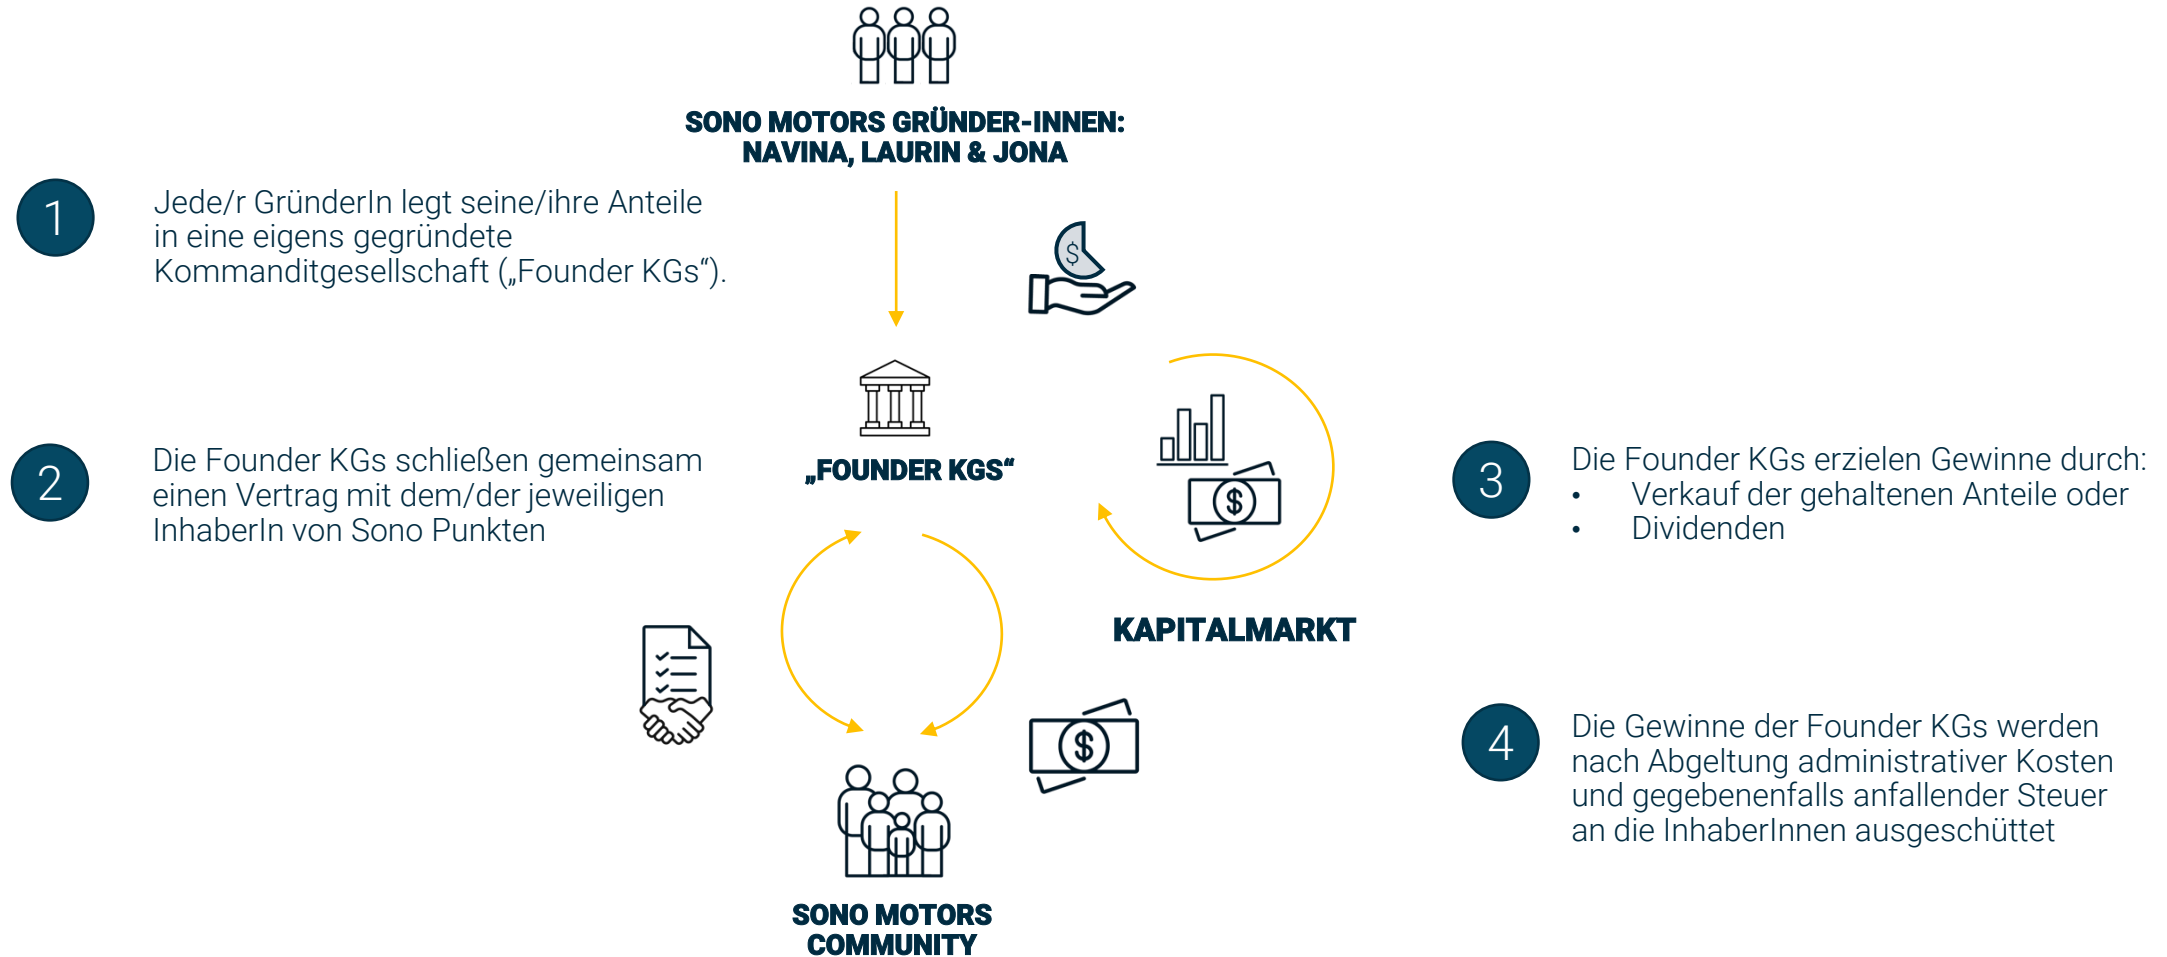 SONO MOTORS GRÜNDER-INNEN:
NAVINA, LAURIN & JONA
1
Jede/r GründerIn legt seine/ihre Anteile
in eine eigens gegründete
Kommanditgesellschaft („Founder KGs“).
$
„FOUNDER KGS“
2
Die Founder KGs schließen gemeinsam
einen Vertrag mit dem/der jeweiligen
InhaberIn von Sono Punkten
$
KAPITALMARKT
3
Die Founder KGs erzielen Gewinne durch:
• Verkauf der gehaltenen Anteile oder
• Dividenden
$
4
Die Gewinne der Founder KGs werden
nach Abgeltung administrativer Kosten
und gegebenenfalls anfallender Steuer
an die InhaberInnen ausgeschüttet
SONO MOTORS
COMMUNITY